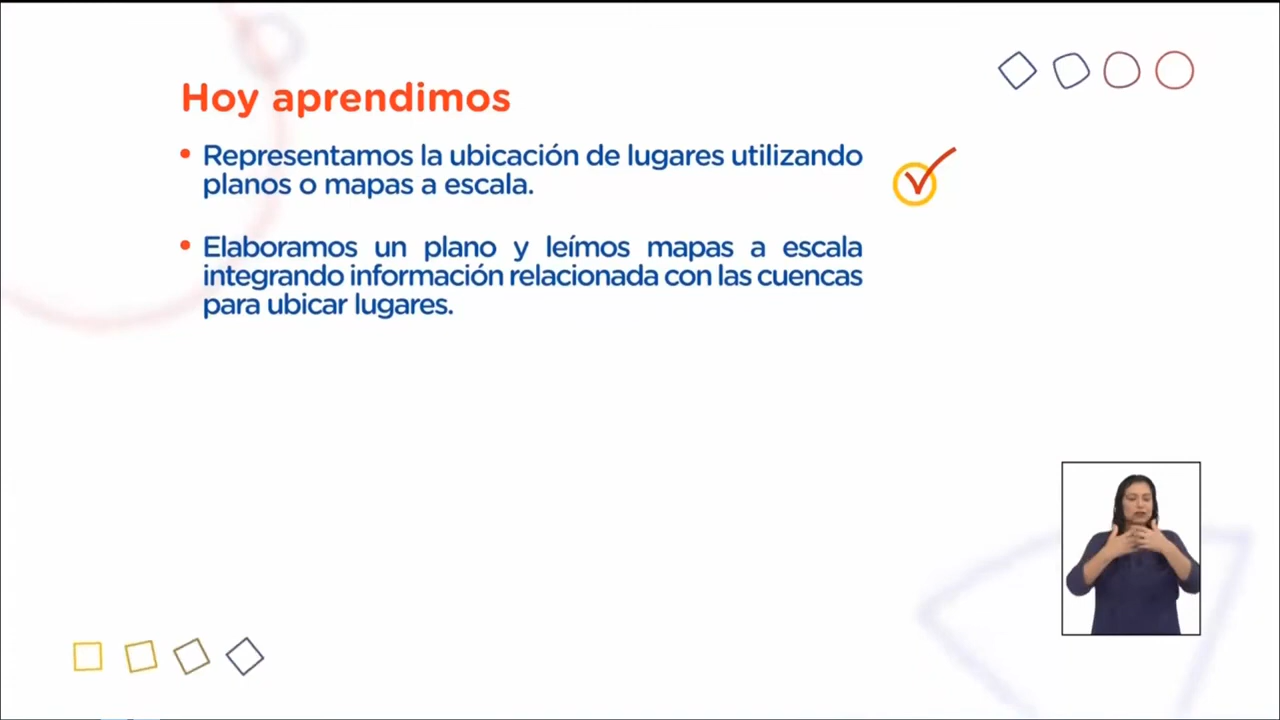 Hoy aprendimos
• Representamos la ubicación de lugares utilizando
planos o mapas a escala.
• Elaboramos un plano y leímos mapas a escala
integrando información relacionada con las cuencas
para ubicar lugares.